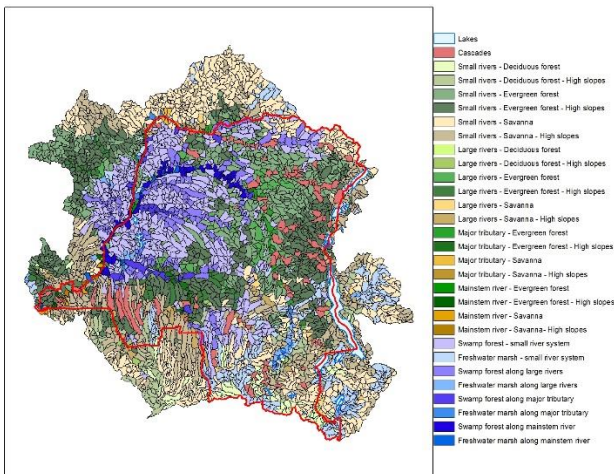 Lakes
Cascades
Small rivers - Deciduous forest
Small rivers - Deciduous forest - High slopes
Small rivers - Evergreen forest
Small rivers - Evergreen forest - High slopes
Small rivers - Savanna
Small rivers - Savanna - High slopes
Large rivers - Deciduous forest
Large rivers - Deciduous forest - High slopes
Large rivers - Evergreen forest
Large rivers - Evergreen forest - High slopes
Large rivers - Savanna
Large rivers - Savanna - High slopes
Major tributary - Evergreen forest
Major tributary - Evergreen forest - High slopes
Major tributary - Savanna
Major tributary - Savanna - High slopes
Mainstem river - Evergreen forest
Mainstem river - Evergreen forest - High slopes
Mainstem river - Savanna
Mainstem river - Savanna- High slopes
Swamp forest - small river system
Freshwater marsh - small river system
Swamp forest along large rivers
Freshwater marsh along large rivers
Swamp forest along major tributary
Freshwater marsh along major tributary
Swamp forest along mainstem river
Freshwater marsh along mainstem river